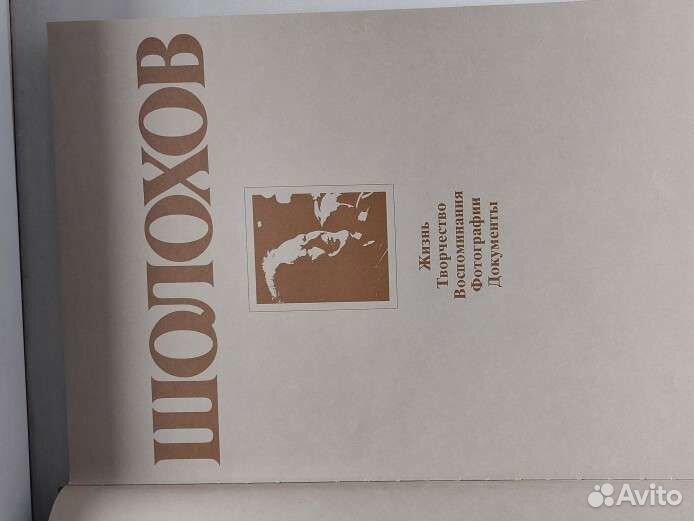 ШОЛОХОВ
Жизнь
Творчество
Воспоминания
Фотографии
Документы
Avito